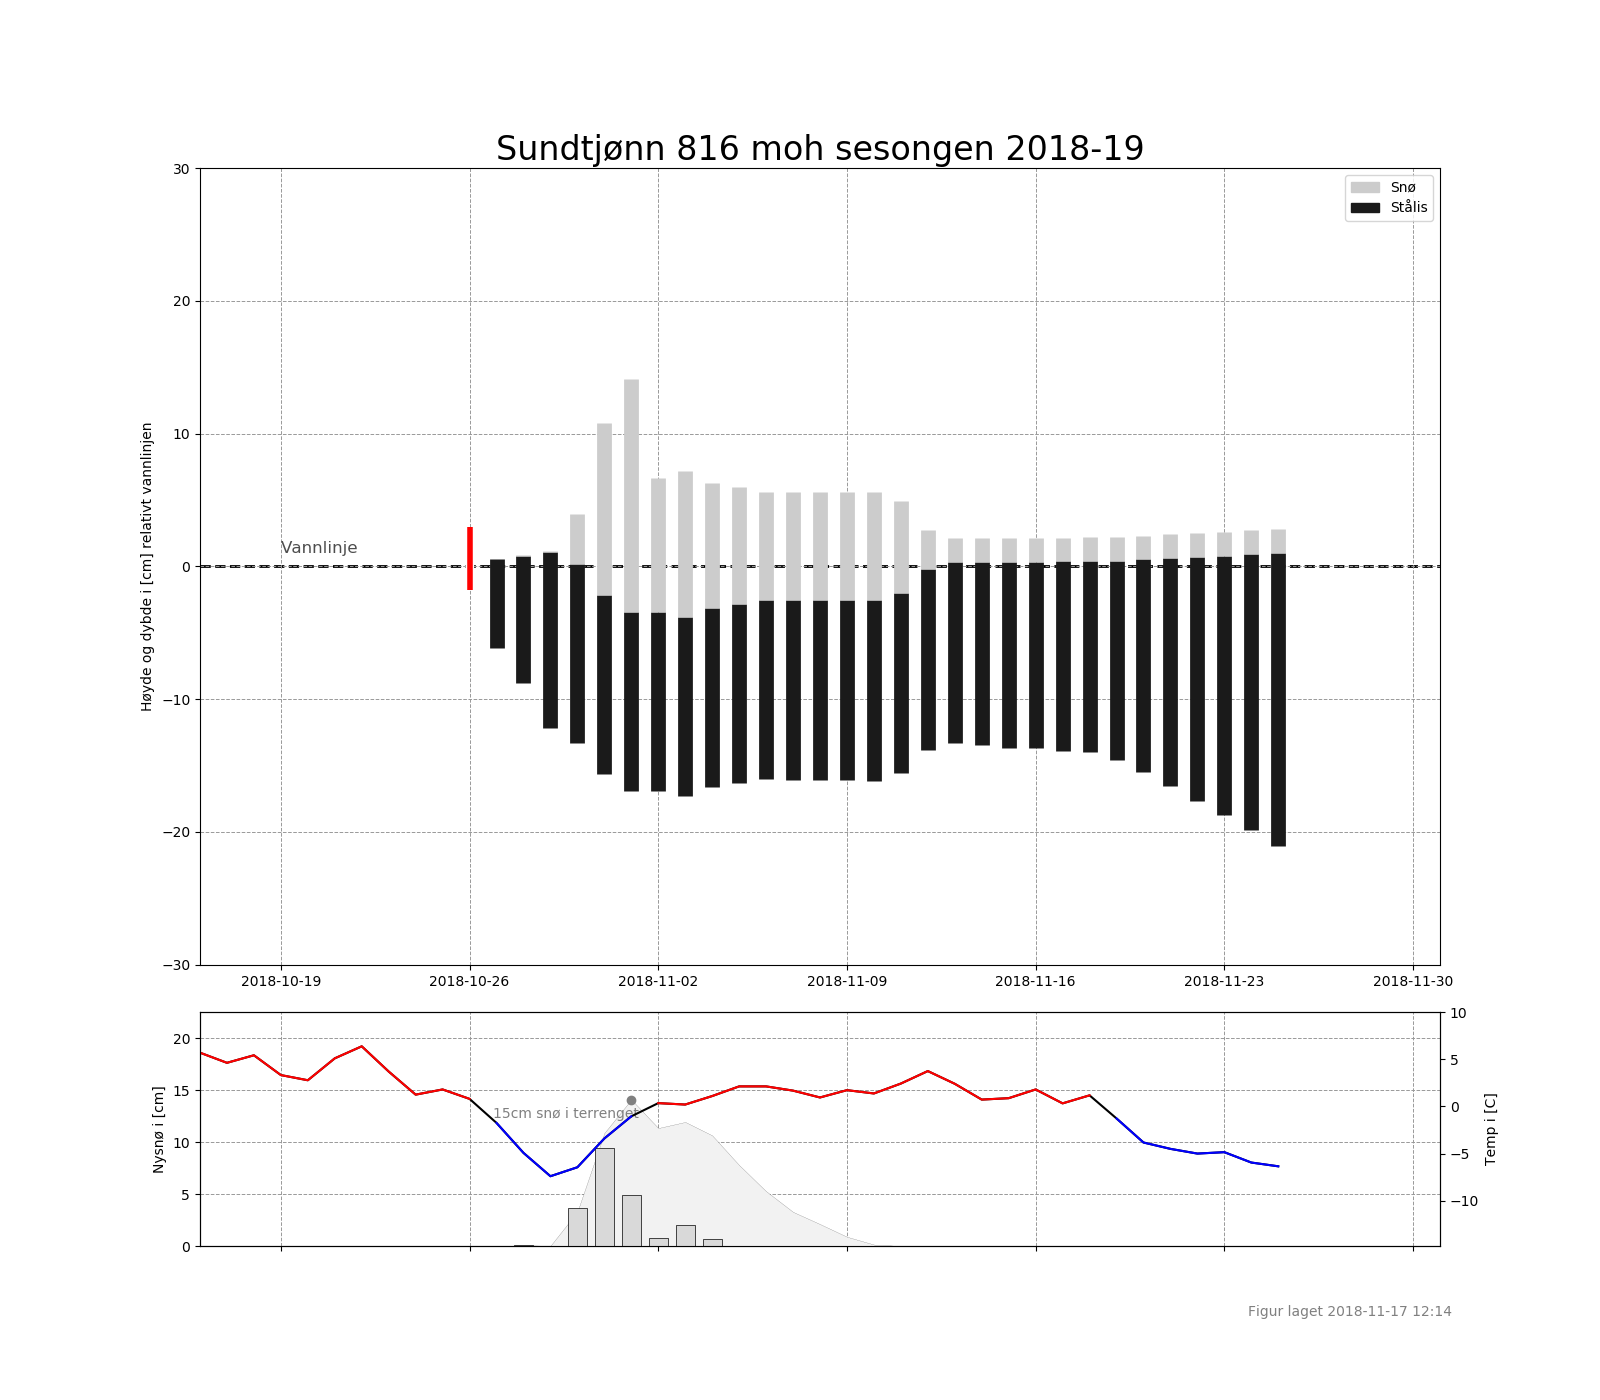 Sundtjønn 816 moh sesongen 2018-19
Snø
Stålis
Høyde og dybde i [cm] relativt vannlinjen
30
20
10
0
−10
−20
−30
Vannlinje
2018-10-19 2018-10-26 2018-11-02 2018-11-09 2018-11-16 2018-11-23 2018-11-30
Nysnø i [cm]
20
15
10
5
0
15cm snø i terrenget
10
5
0
−5
−10
Temp i [C]
Figur laget 2018-11-17 12:14